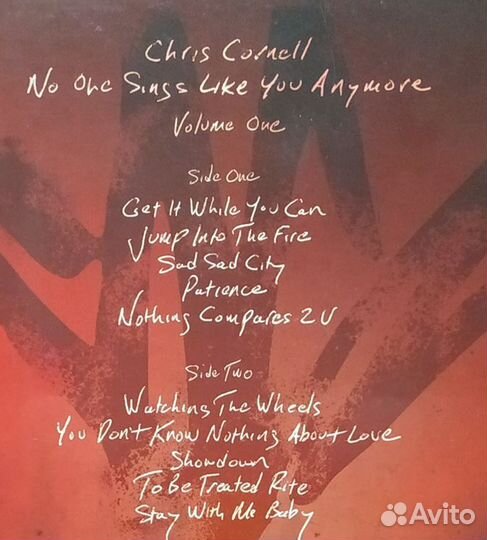 Chris Cornell
No One Sings Like You Anymore
Volume One
Side One
Get It While You Can
Jump Into The Fire
Sad Sad City
Patience
Nothing Compares 2 U
Side Two
Watching The Wheels
You Don't Know Nothing About Love
Showdown
To Be Treated Rite
Stay With Me Baby
Avito